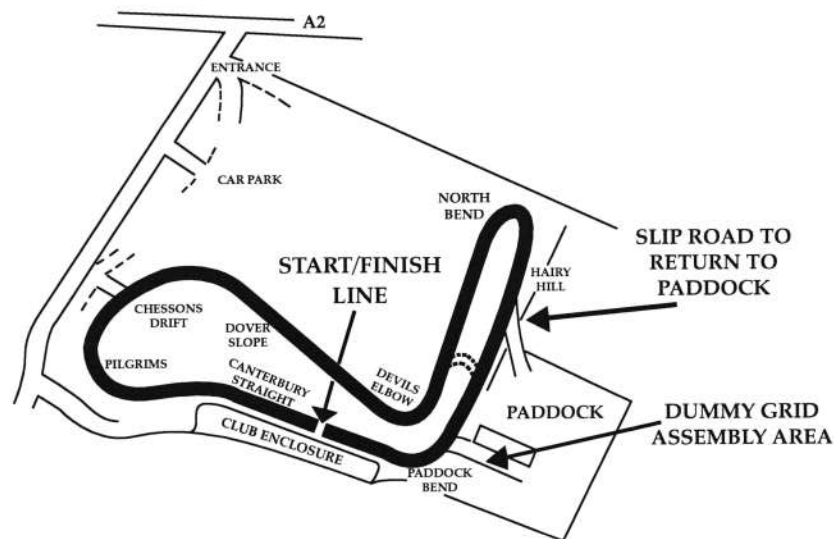 A2
ENTRANCE
CAR PARK
NORTH
BEND
SLIP ROAD TO
RETURN TO
PADDOCK
HAIRY
HILL
START/FINISH
LINE
CHESSONS
DRIFT
DOVER
SLOPE
PILGRIMS
CANTERBURY
STRAIGHT
DEVILS
ELBOW
CLUB ENCLOSURE
PADDOCK
DUMMY GRID
ASSEMBLY AREA
PADDOCK
BEND